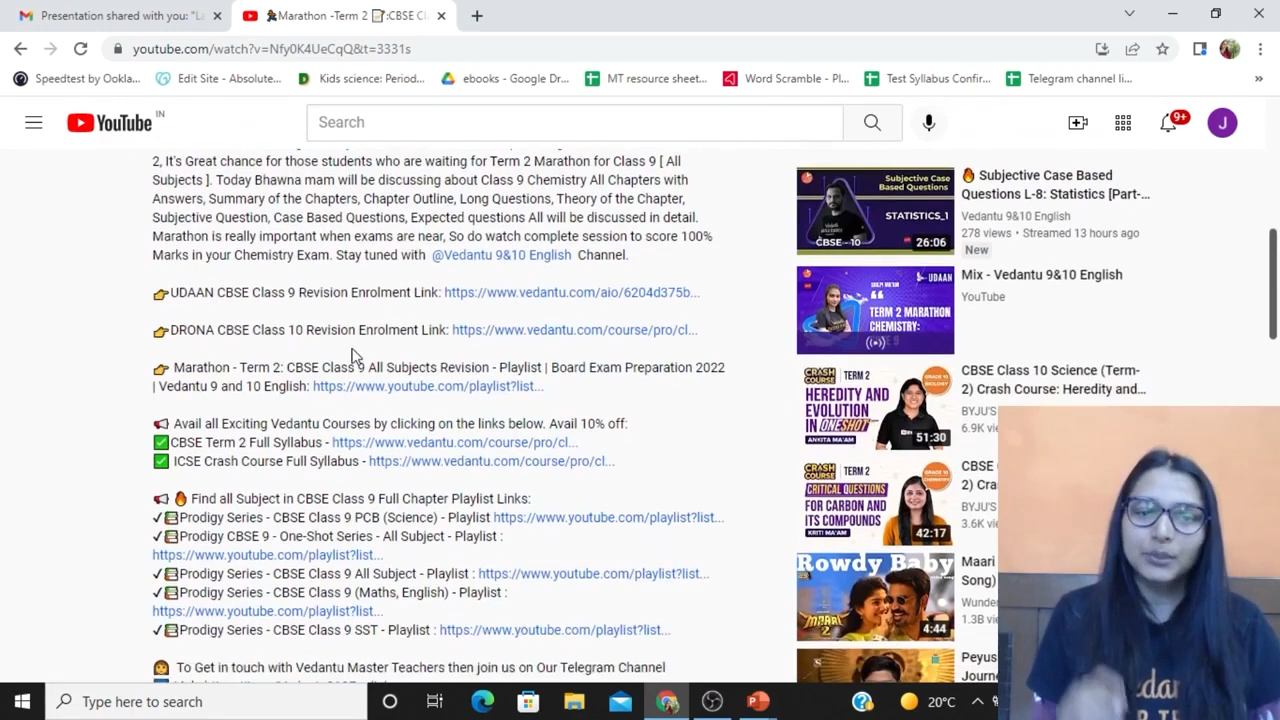 Presentation shared with you: "La
Marathon -Term 2 📝:CBSE Cl
youtube.com/watch?v=Nfy0K4UeCqQ&t=3331s
Speedtest by Ookla...
Edit Site - Absolute...
Kids science: Period...
ebooks - Google Dr...
MT resource sheet...
Word Scramble - Pl...
Test Syllabus Confir...
Telegram channel li...
»
YouTube IN
Search
9+
J
2, It's Great chance for those students who are waiting for Term 2 Marathon for Class 9 [ All
Subjects ]. Today Bhawna mam will be discussing about Class 9 Chemistry All Chapters with
Answers, Summary of the Chapters, Chapter Outline, Long Questions, Theory of the Chapter,
Subjective Question, Case Based Questions, Expected questions All will be discussed in detail.
Marathon is really important when exams are near, So do watch complete session to score 100%
Marks in your Chemistry Exam. Stay tuned with @Vedantu 9&10 English Channel.
👉UDAAN CBSE Class 9 Revision Enrolment Link: https://www.vedantu.com/aio/6204d375b...
👉DRONA CBSE Class 10 Revision Enrolment Link: https://www.vedantu.com/course/pro/cl...
👉 Marathon - Term 2: CBSE Class 9 All Subjects Revision - Playlist | Board Exam Preparation 2022
| Vedantu 9 and 10 English: https://www.youtube.com/playlist?list...
📢 Avail all Exciting Vedantu Courses by clicking on the links below. Avail 10% off:
✅CBSE Term 2 Full Syllabus - https://www.vedantu.com/course/pro/cl...
✅ICSE Crash Course Full Syllabus - https://www.vedantu.com/course/pro/cl...
📢🔥 Find all Subject in CBSE Class 9 Full Chapter Playlist Links:
✓📚Prodigy Series - CBSE Class 9 PCB (Science) - Playlist https://www.youtube.com/playlist?list...
✓📚Prodigy CBSE 9 - One-Shot Series - All Subject - Playlist :
https://www.youtube.com/playlist?list...
✓📚Prodigy Series - CBSE Class 9 All Subject - Playlist : https://www.youtube.com/playlist?list...
✓📚Prodigy Series - CBSE Class 9 (Maths, English) - Playlist :
https://www.youtube.com/playlist?list...
✓📚Prodigy Series - CBSE Class 9 SST - Playlist : https://www.youtube.com/playlist?list...
To Get in touch with Vedantu Master Teachers then join us on Our Telegram Channel
Subjective Case
Based Questions
STATISTICS_1
CBSE - 10
26:06
🔥 Subjective Case Based
Questions L-8: Statistics [Part-...
Vedantu 9&10 English
278 views • Streamed 13 hours ago
New
UDAAN
TERM 2 MARATHON
CHEMISTRY:
Mix - Vedantu 9&10 English
YouTube
CRASH COURSE TERM 2
HEREDITY AND
EVOLUTION
IN ONESHOT
ANKITA MA'AM
51:30
CBSE Class 10 Science (Term-
2) Crash Course: Heredity and...
BYJU'S
6.9K vie
CRASH COURSE TERM 2
CRITICAL QUESTIONS
FOR CARBON AND
ITS COMPOUNDS
KRITI MA'AM
42:17
CBSE
2) Cra
BYJU'S
3.6K vie
Rowdy Baby
MAARI 2
4:44
Maari
Song)
Wunder
1.3B vi
Peyus
Journe
Type here to search
20°C